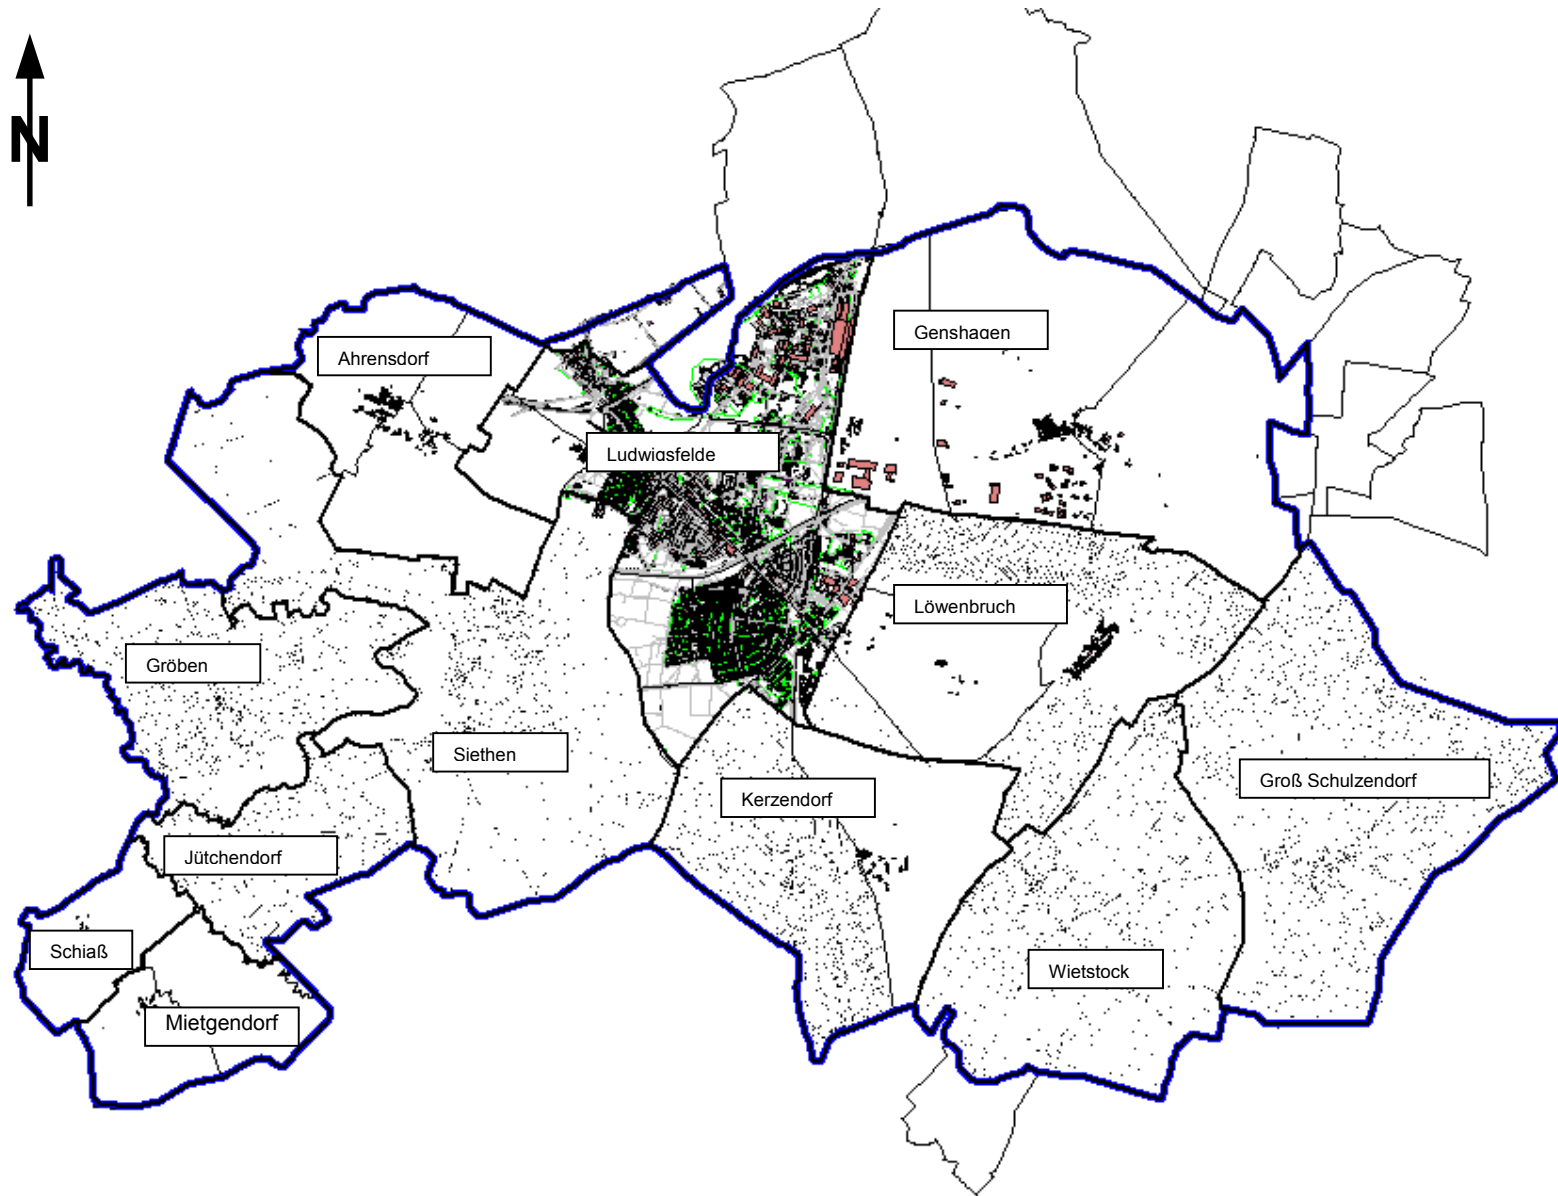 N
Genshagen
Ahrensdorf
Ludwigsfelde
Löwenbruch
Gröben
Siethen
Groß Schulzendorf
Kerzendorf
Jütchendorf
Schiaß
Wietstock
Mietgendorf